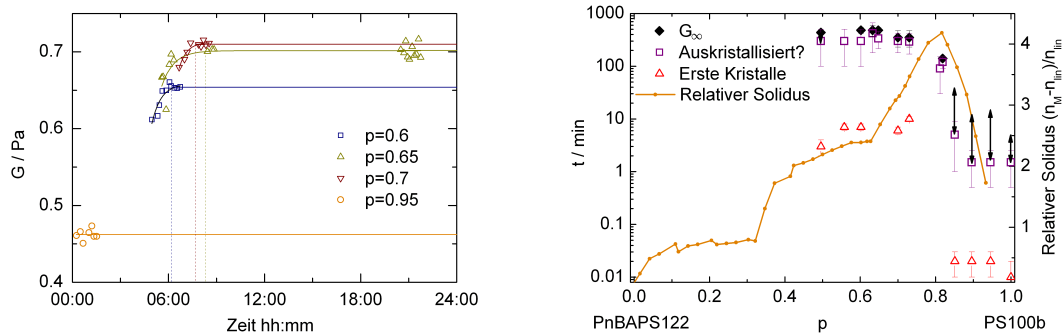 0.7
0.6
0.5
0.4
G / Pa
p=0.6
p=0.65
p=0.7
p=0.95
00:00
06:00
12:00
18:00
24:00
Zeit hh:mm
1000
100
10
1
0.1
0.01
t / min
G∞
Auskristallisiert?
Erste Kristalle
Relativer Solidus
4
3
2
1
Relativer Solidus (nM-nlin)/nlin
0.0
0.2
0.4
0.6
0.8
1.0
PnBAPS122
p
PS100b